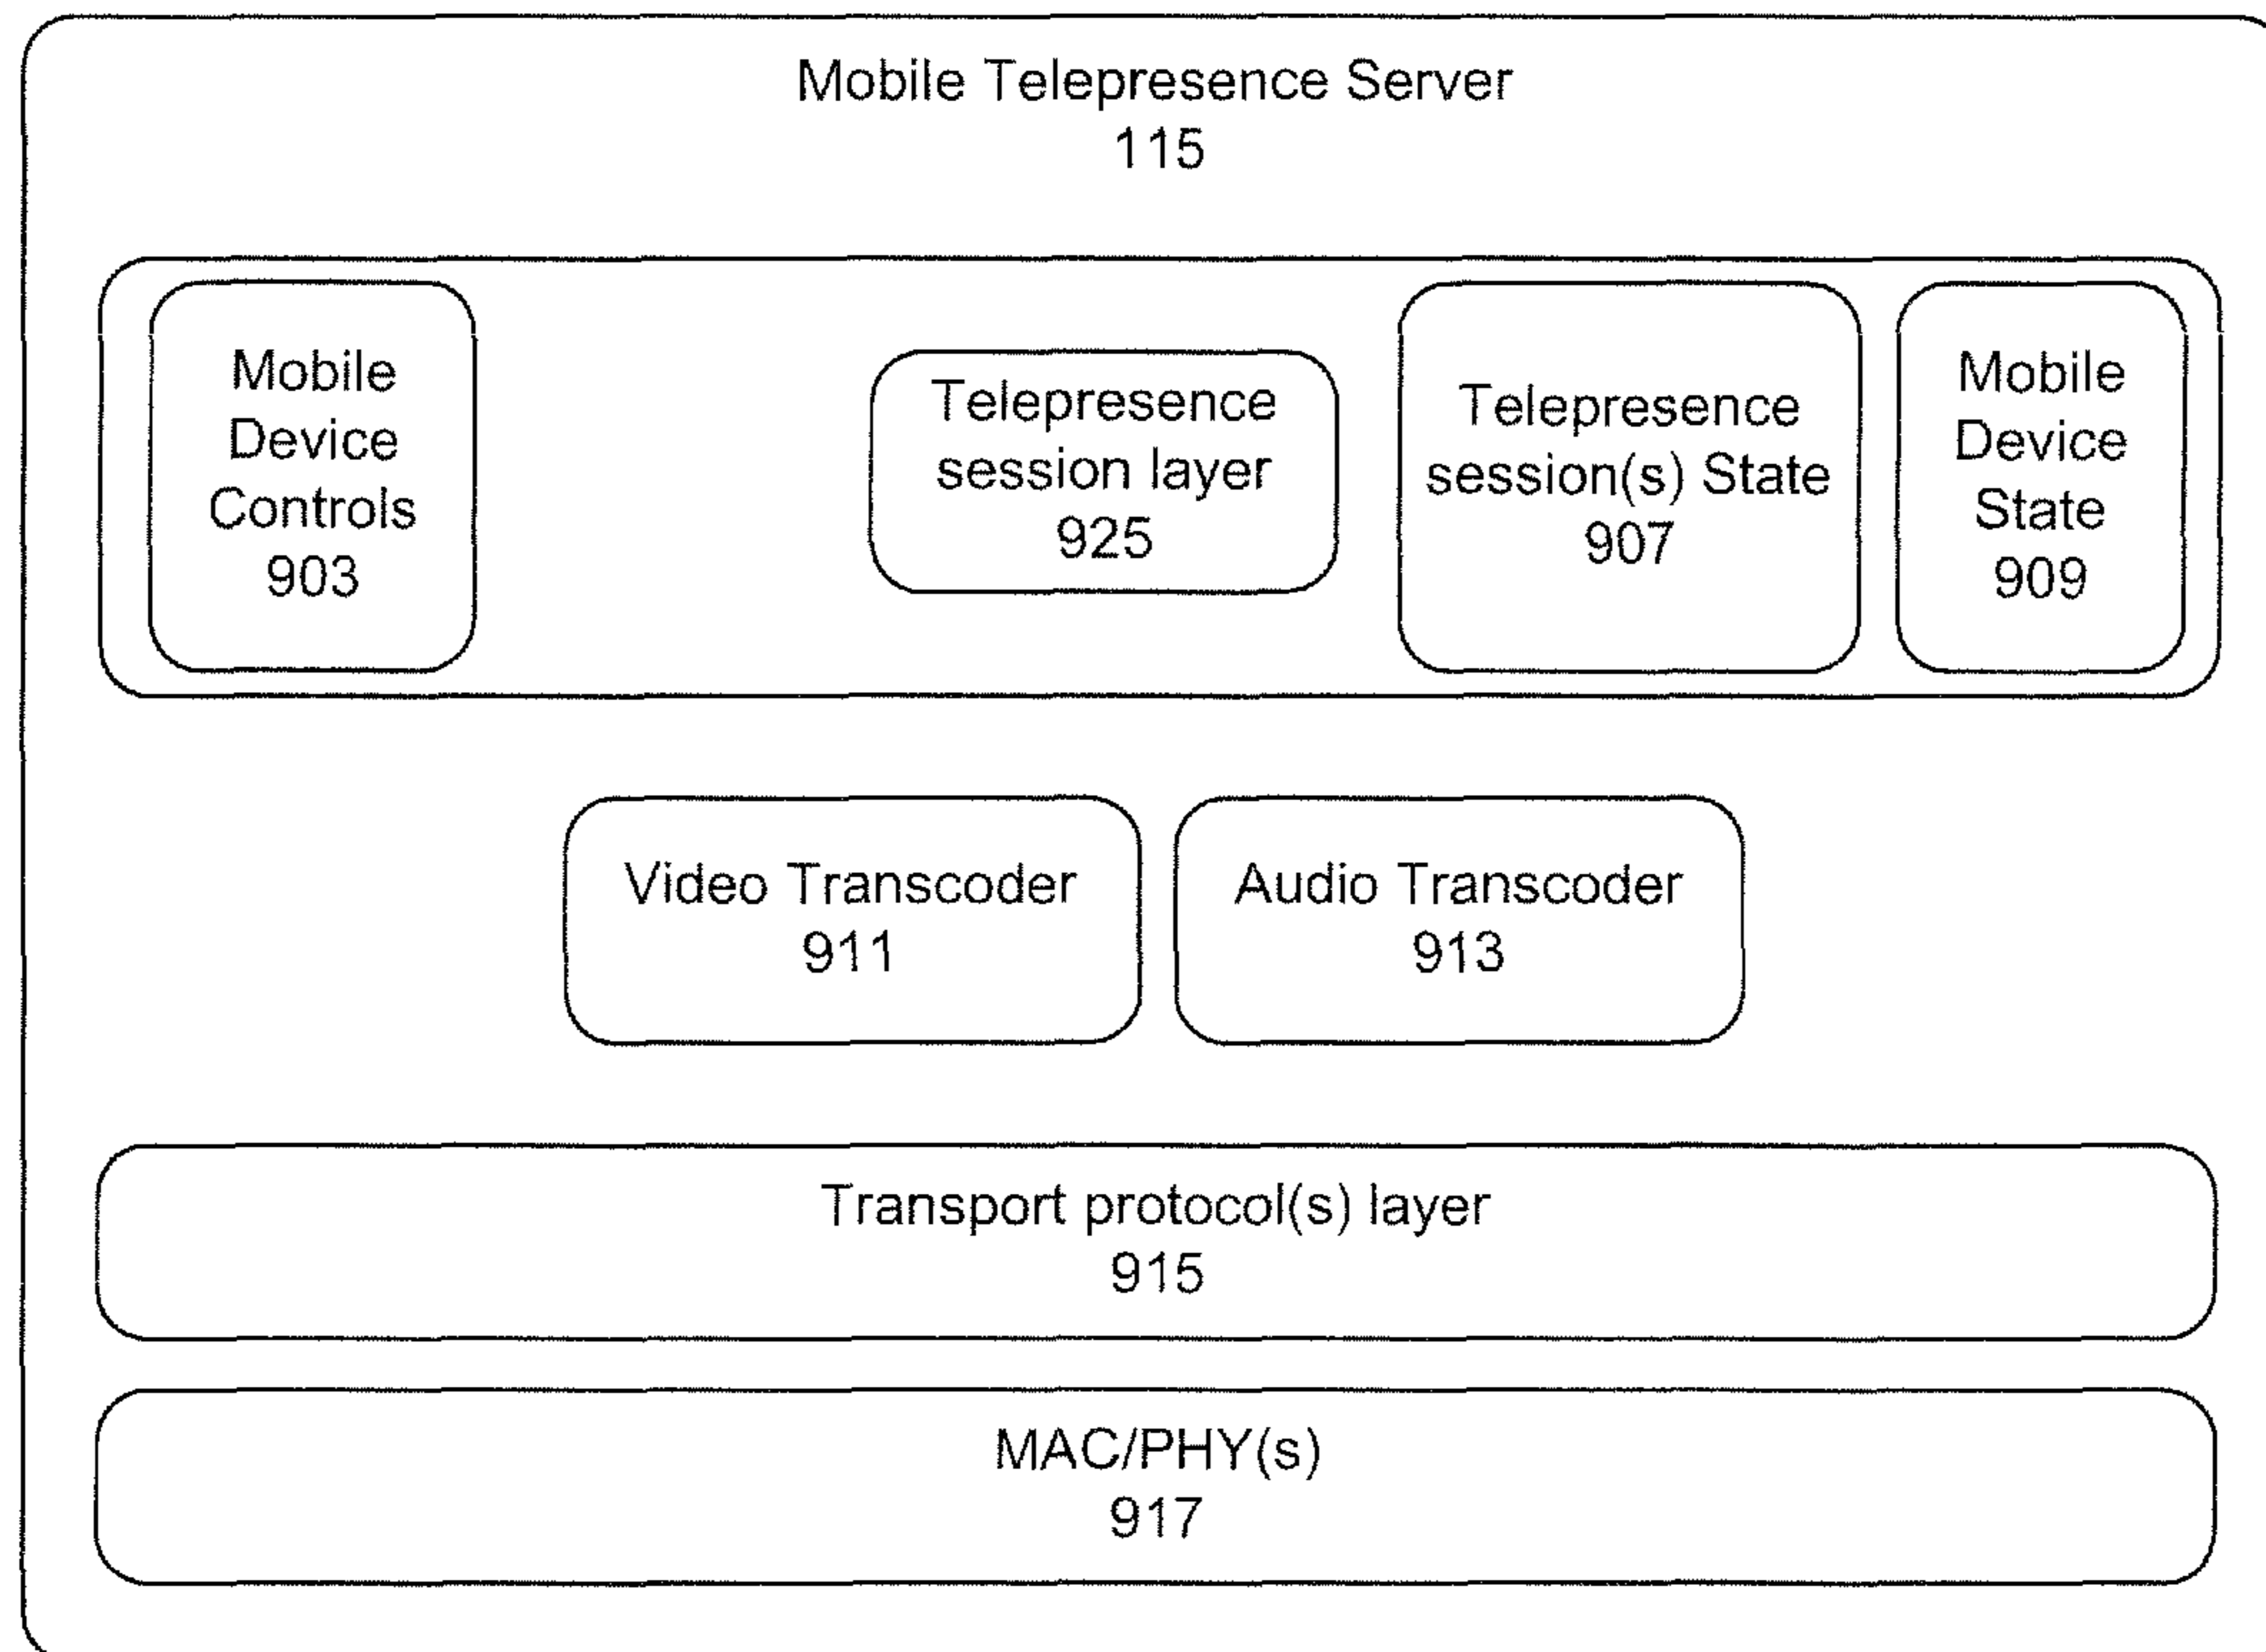 Mobile Telepresence Server
115
Mobile
Device
Controls
903
Telepresence
session layer
925
Telepresence
session(s) State
907
Mobile
Device
State
909
Video Transcoder
911
Audio Transcoder
913
Transport protocol(s) layer
915
MAC/PHY(s)
917